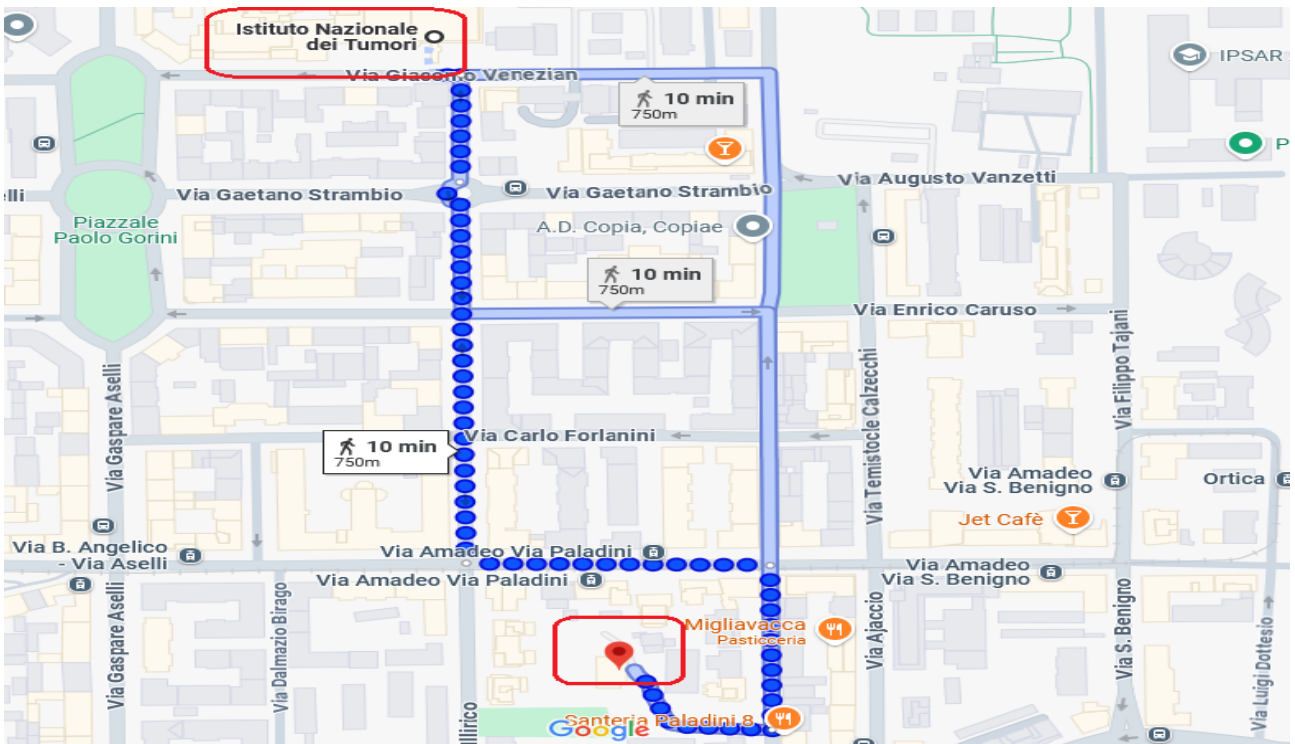 Istituto Nazionale
dei Tumori
Via Giacomo Venezian
IPSAR
10 min
750m
P
elli
Via Gaetano Strambio
Via Gaetano Strambio
Via Augusto Vanzetti
Piazzale
Paolo Gorini
A.D. Copia, Copiae
10 min
750m
Via Enrico Caruso
Via Gaspare Aselli
Via Temistocle Calzecchi
Via Filippo Tajani
10 min
750m
Via Carlo Forlanini
Via Amadeo
Via S. Benigno
Ortica
Jet Cafè
Via B. Angelico
- Via Aselli
Via Amadeo Via Paladini
Via Amadeo Via Paladini
Via Amadeo
Via S. Benigno
Via Gaspare Aselli
Via Dalmazio Birago
Migliavacca
Pasticceria
Via Ajaccio
Via S. Benigno
Via Luigi Dottesio
Santeria Paladini 8
Google